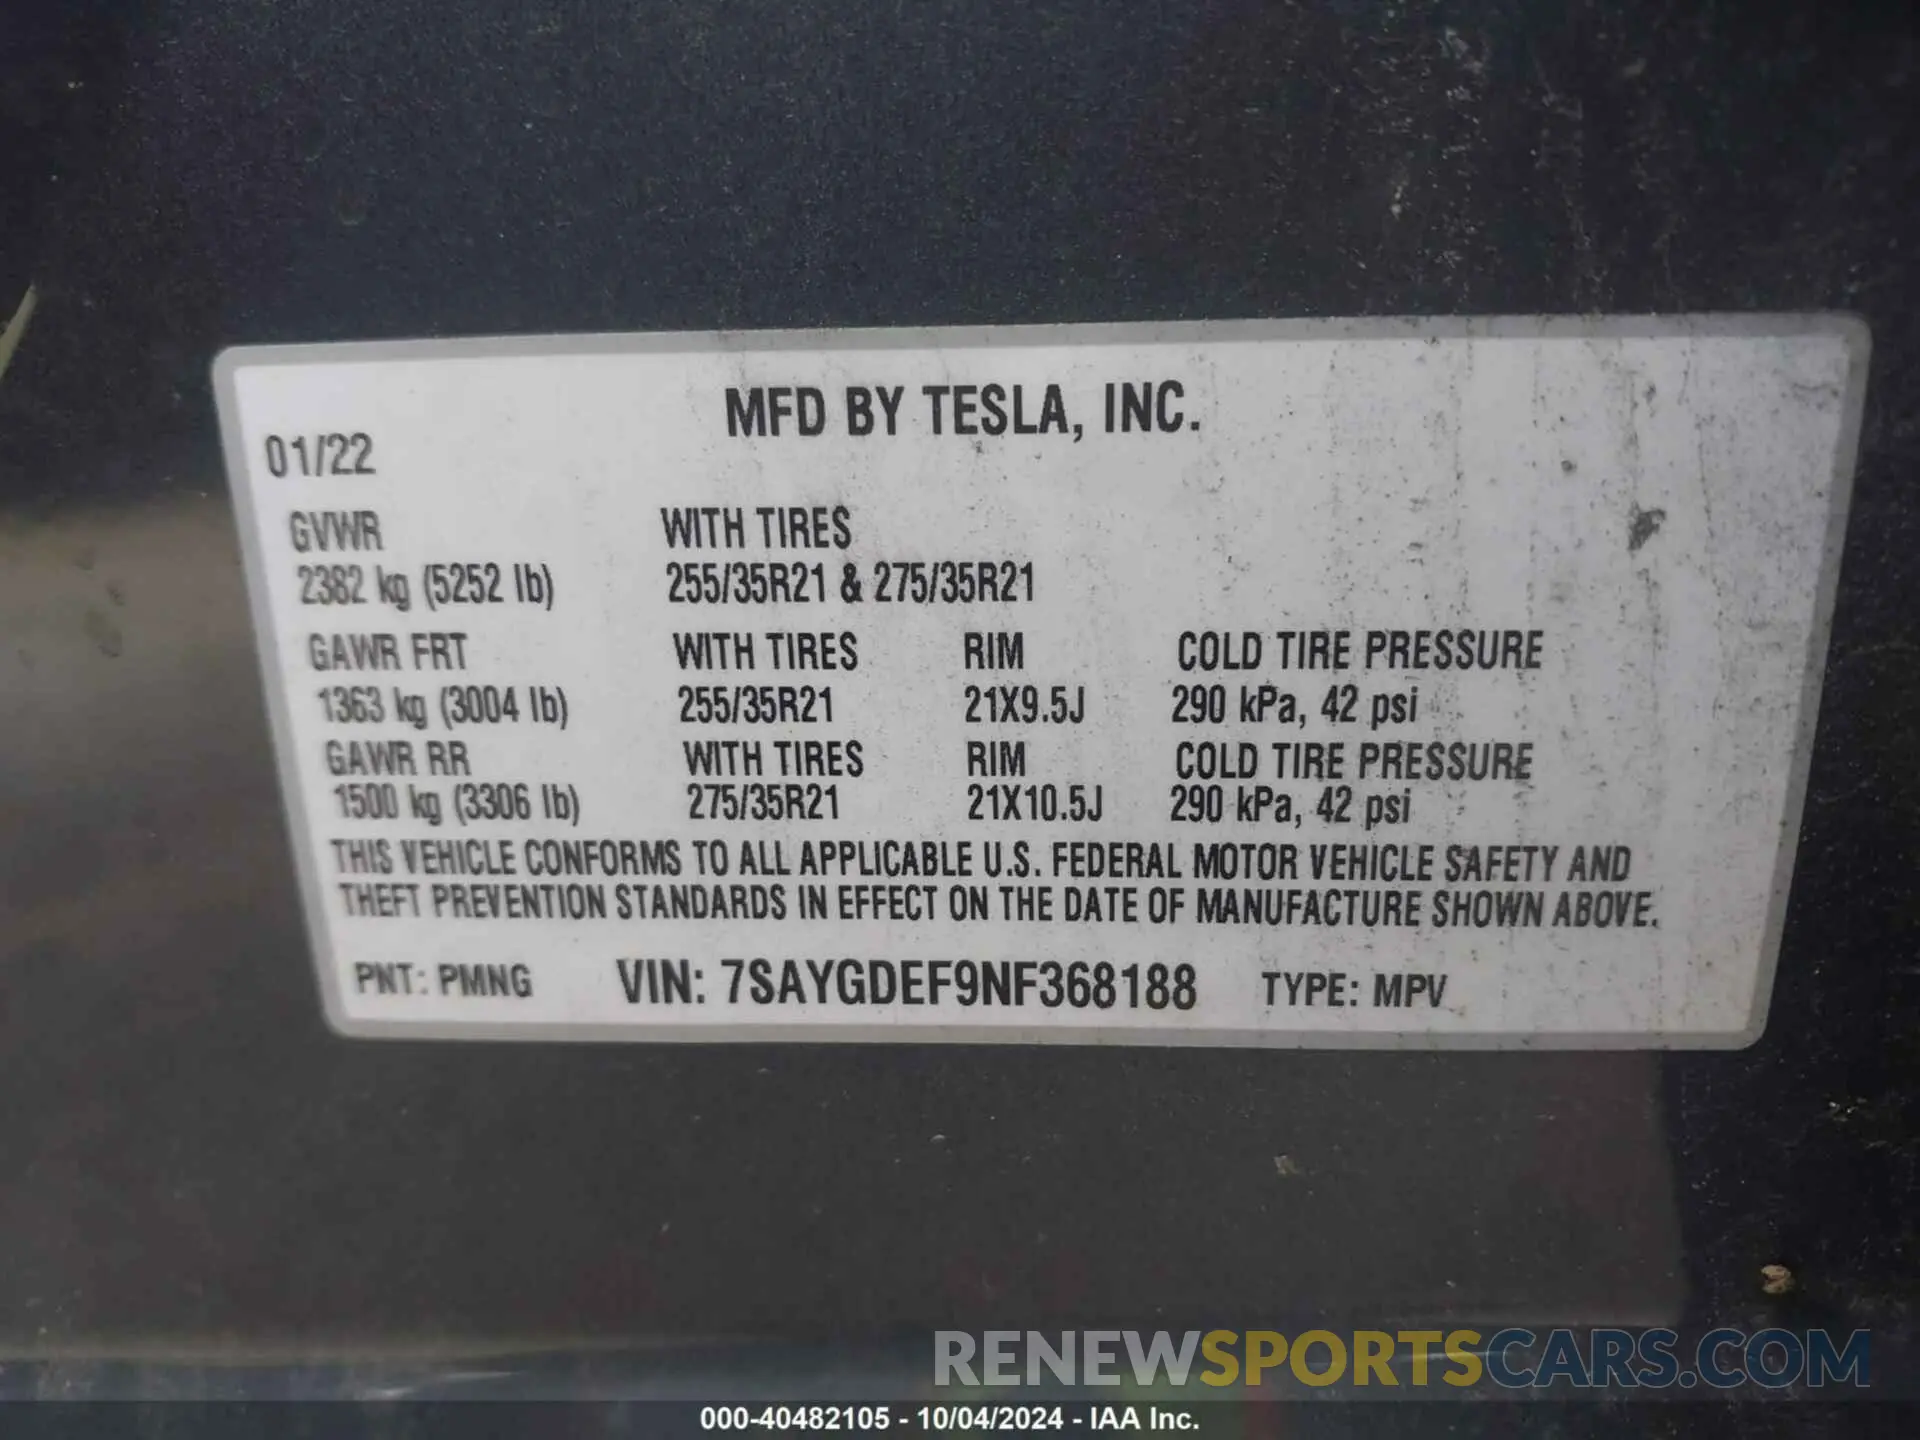 MFD BY TESLA, INC.
01/22
GVWR WITH TIRES
2382 kg (5252 lb) 255/35R21 & 275/35R21
GAWR FRT WITH TIRES RIM COLD TIRE PRESSURE
1363 kg (3004 lb) 255/35R21 21X9.5J 290 kPa, 42 psi
GAWR RR WITH TIRES RIM COLD TIRE PRESSURE
1500 kg (3306 lb) 275/35R21 21X10.5J 290 kPa, 42 psi
THIS VEHICLE CONFORMS TO ALL APPLICABLE U.S. FEDERAL MOTOR VEHICLE SAFETY AND
THEFT PREVENTION STANDARDS IN EFFECT ON THE DATE OF MANUFACTURE SHOWN ABOVE.
PNT: PMNG VIN: 7SAYGDEF9NF368188 TYPE: MPV
RENEWSPORTSCARS.COM
000-40482105 - 10/04/2024 - IAA Inc.